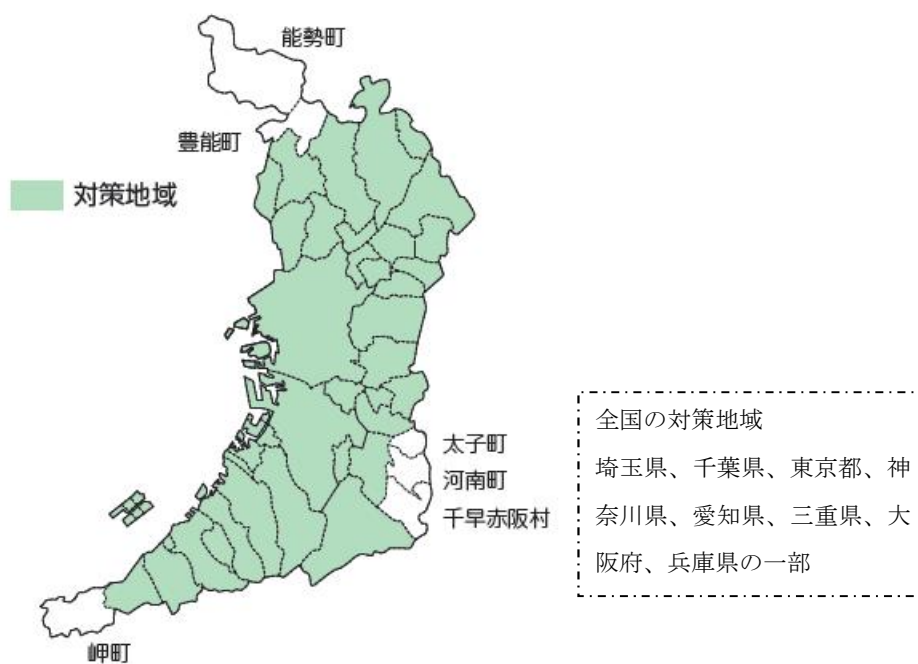 能勢町
豊能町
対策地域
太子町
河南町
千早赤阪村
岬町
全国の対策地域
埼玉県、千葉県、東京都、神
奈川県、愛知県、三重県、大
阪府、兵庫県の一部